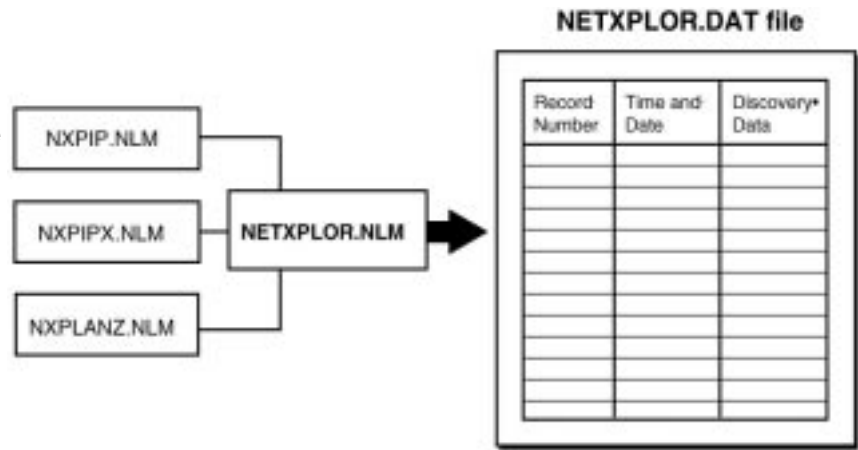 NETXPLOR.DAT file
NXPIP.NLM
NXPIPX.NLM
NXPLANZ.NLM
NETXPLOR.NLM
Record Time and Discovery•
Number Date Data